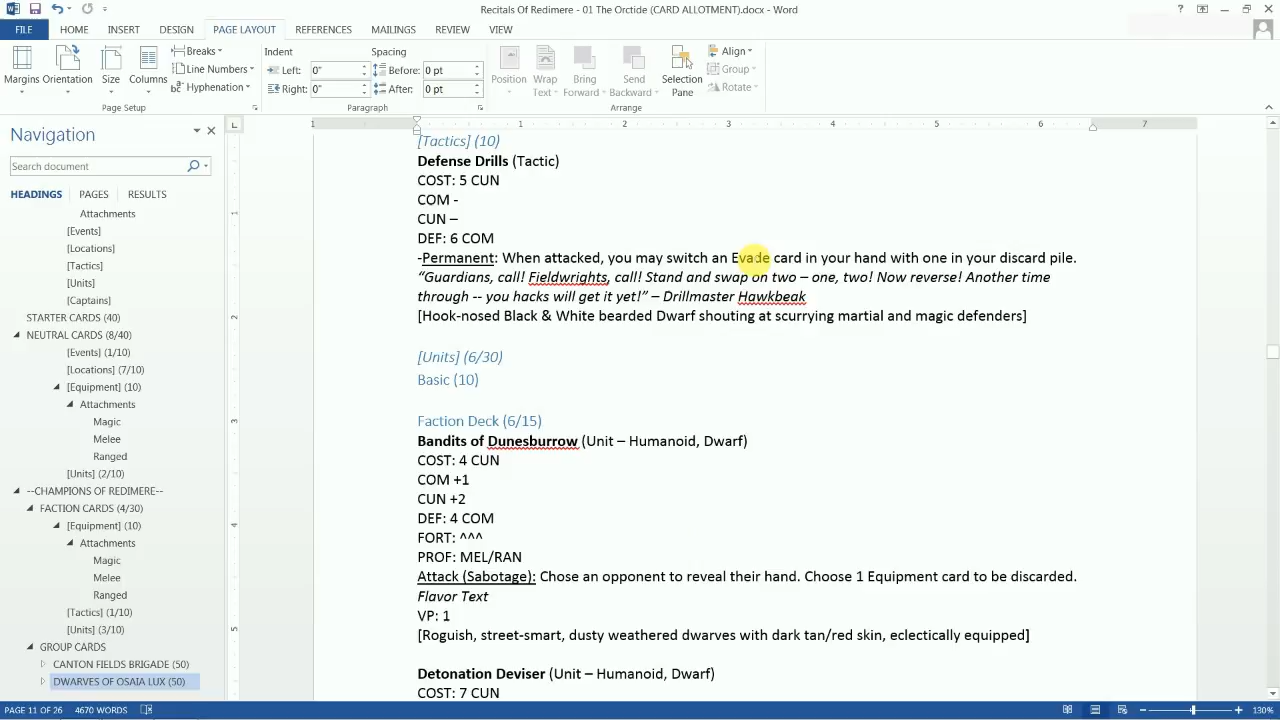 Recitals Of Redimere - 01 The Orctide (CARD ALLOTMENT).docx - Word
FILE HOME INSERT DESIGN PAGE LAYOUT REFERENCES MAILINGS REVIEW VIEW
Margins Orientation Size Columns
Breaks
Line Numbers
Hyphenation
Page Setup
Indent Spacing
Left: 0" Before: 0 pt
Right: 0" After: 0 pt
Paragraph
Position Wrap Text Bring Forward Send Backward Selection Pane
Align
Group
Rotate
Arrange
Navigation
Search document
HEADINGS PAGES RESULTS
Attachments
[Events]
[Locations]
[Tactics]
[Units]
[Captains]
STARTER CARDS (40)
NEUTRAL CARDS (8/40)
[Events] (1/10)
[Locations] (7/10)
[Equipment] (10)
Attachments
Magic
Melee
Ranged
[Units] (2/10)
--CHAMPIONS OF REDIMERE--
FACTION CARDS (4/30)
[Equipment] (10)
Attachments
Magic
Melee
Ranged
[Tactics] (1/10)
[Units] (3/10)
GROUP CARDS
CANTON FIELDS BRIGADE (50)
DWARVES OF OSAIA LUX (50)
1 1 2 3 4 5 6 7
1
2
3
4
5
[Tactics] (10)
Defense Drills (Tactic)
COST: 5 CUN
COM -
CUN –
DEF: 6 COM
-Permanent: When attacked, you may switch an Evade card in your hand with one in your discard pile.
“Guardians, call! Fieldwrights, call! Stand and swap on two – one, two! Now reverse! Another time
through -- you hacks will get it yet!” – Drillmaster Hawkbeak
[Hook-nosed Black & White bearded Dwarf shouting at scurrying martial and magic defenders]
[Units] (6/30)
Basic (10)
Faction Deck (6/15)
Bandits of Dunesburrow (Unit – Humanoid, Dwarf)
COST: 4 CUN
COM +1
CUN +2
DEF: 4 COM
FORT: ^^^
PROF: MEL/RAN
Attack (Sabotage): Chose an opponent to reveal their hand. Choose 1 Equipment card to be discarded.
Flavor Text
VP: 1
[Roguish, street-smart, dusty weathered dwarves with dark tan/red skin, eclectically equipped]
Detonation Deviser (Unit – Humanoid, Dwarf)
COST: 7 CUN
PAGE 11 OF 26 4670 WORDS 130%